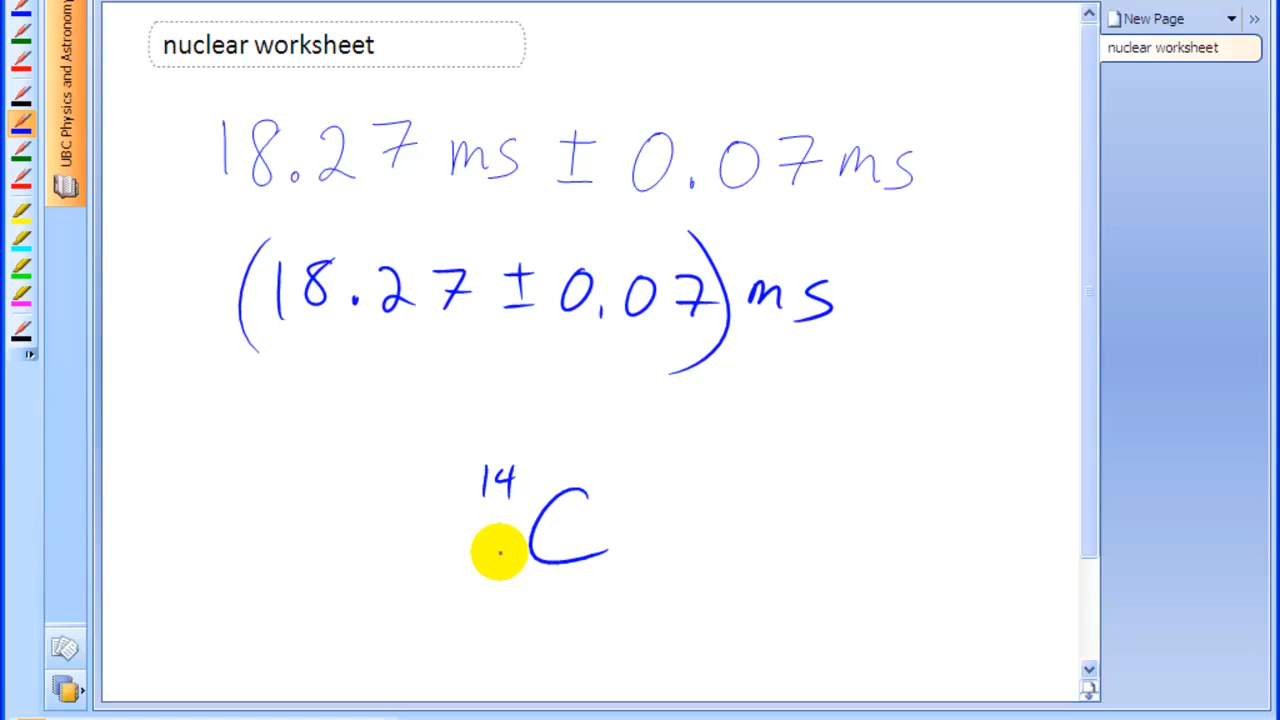 New Page
nuclear worksheet
nuclear worksheet
UBC Physics and Astronomy
18.27 ms ± 0.07 ms
(18.27 ± 0.07) ms
¹⁴C